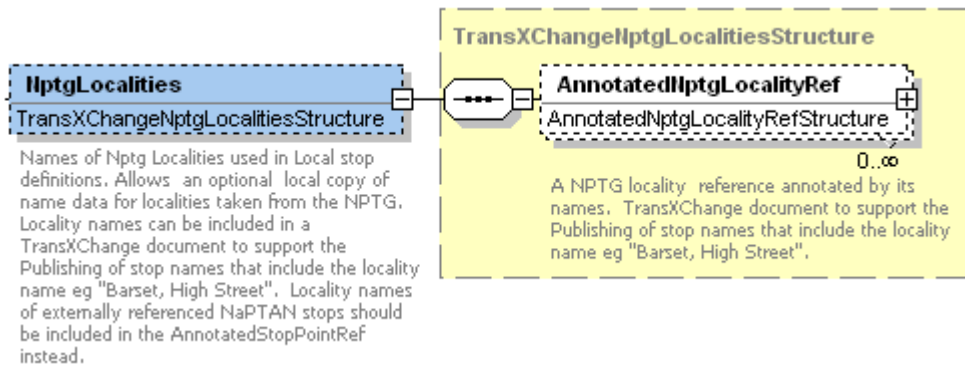 TransXChangeNptgLocalitiesStructure
NptgLocalities
TransXChangeNptgLocalitiesStructure
AnnotatedNptgLocalityRef
AnnotatedNptgLocalityRefStructure
0..∞
Names of Nptg Localities used in Local stop
definitions. Allows an optional local copy of
name data for localities taken from the NPTG.
Locality names can be included in a
TransXChange document to support the
Publishing of stop names that include the locality
name eg "Barset, High Street". Locality names
of externally referenced NaPTAN stops should
be included in the AnnotatedStopPointRef
instead.
A NPTG locality reference annotated by its
names. TransXChange document to support the
Publishing of stop names that include the locality
name eg "Barset, High Street".